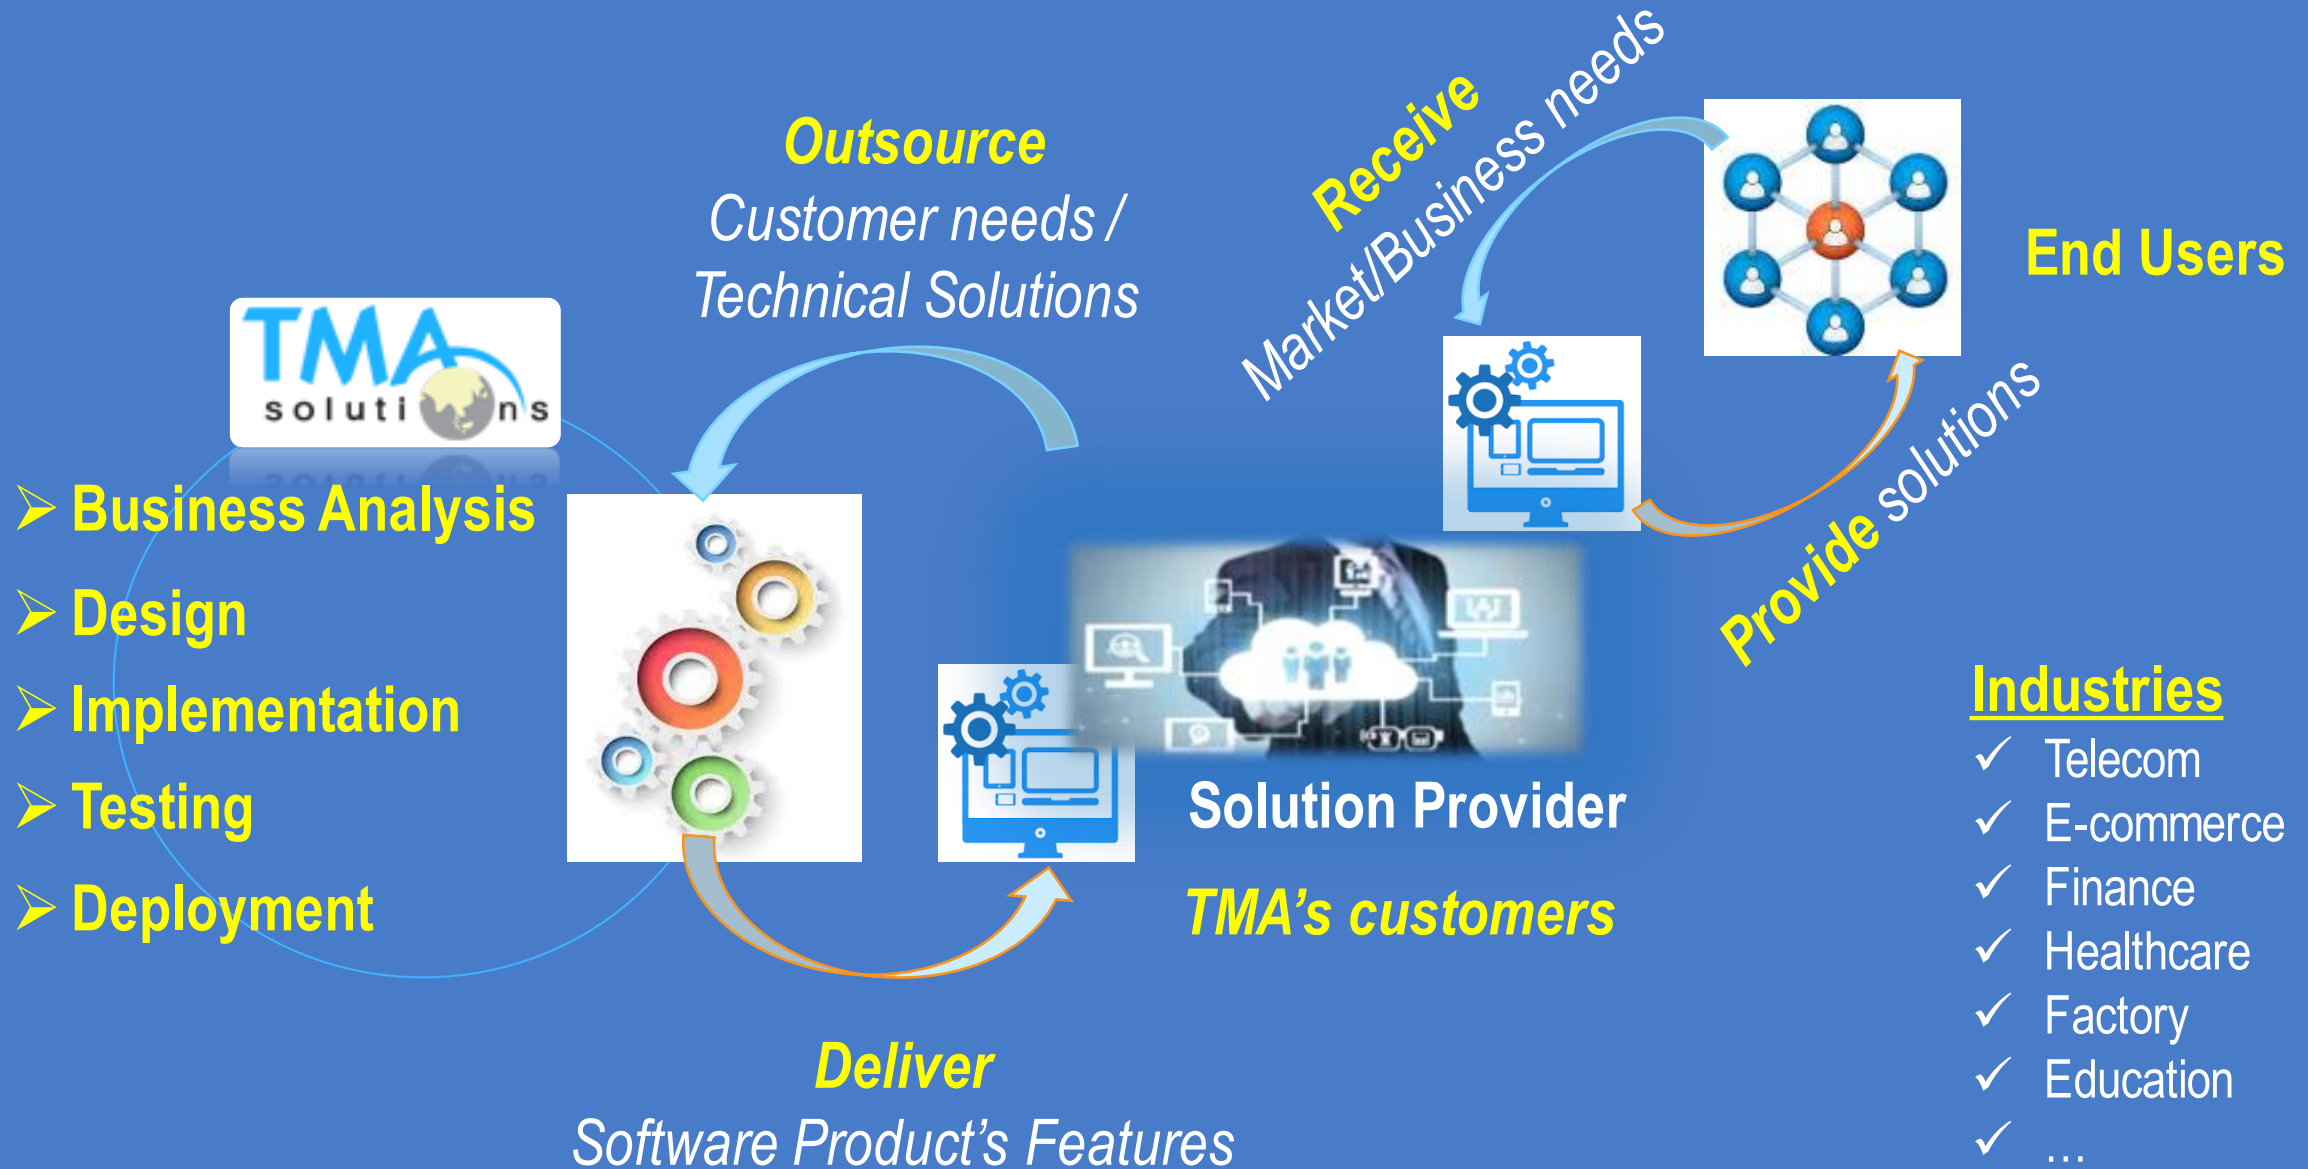 TMA
solutions
Business Analysis
Design
Implementation
Testing
Deployment
Outsource
Customer needs /
Technical Solutions
Deliver
Software Product’s Features
Receive
Market/Business needs
Provide solutions
End Users
Solution Provider
TMA’s customers
Industries
Telecom
E-commerce
Finance
Healthcare
Factory
Education
…